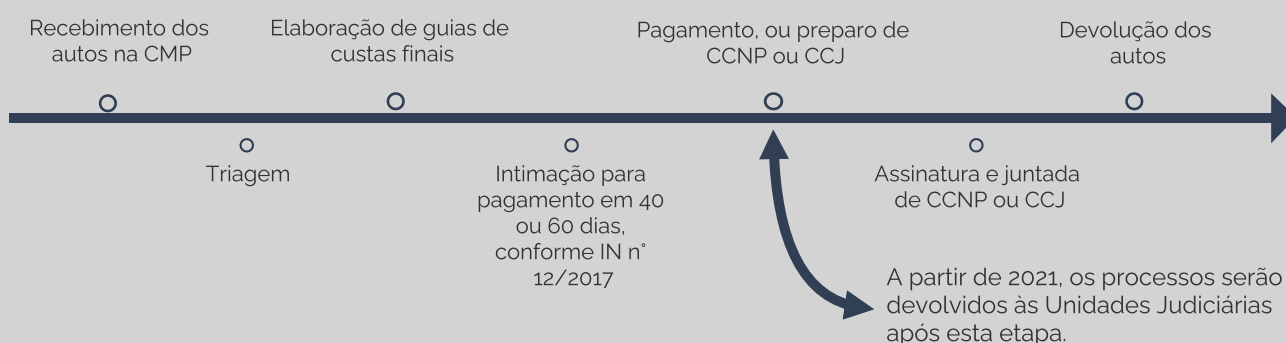 Recebimento dos
autos na CMP
Triagem
Elaboração de guias de
custas finais
Intimação para
pagamento em 40
ou 60 dias,
conforme IN n°
12/2017
Pagamento, ou preparo de
CCNP ou CCJ
Assinatura e juntada
de CCNP ou CCJ
Devolução dos
autos
A partir de 2021, os processos serão
devolvidos às Unidades Judiciárias
após esta etapa.